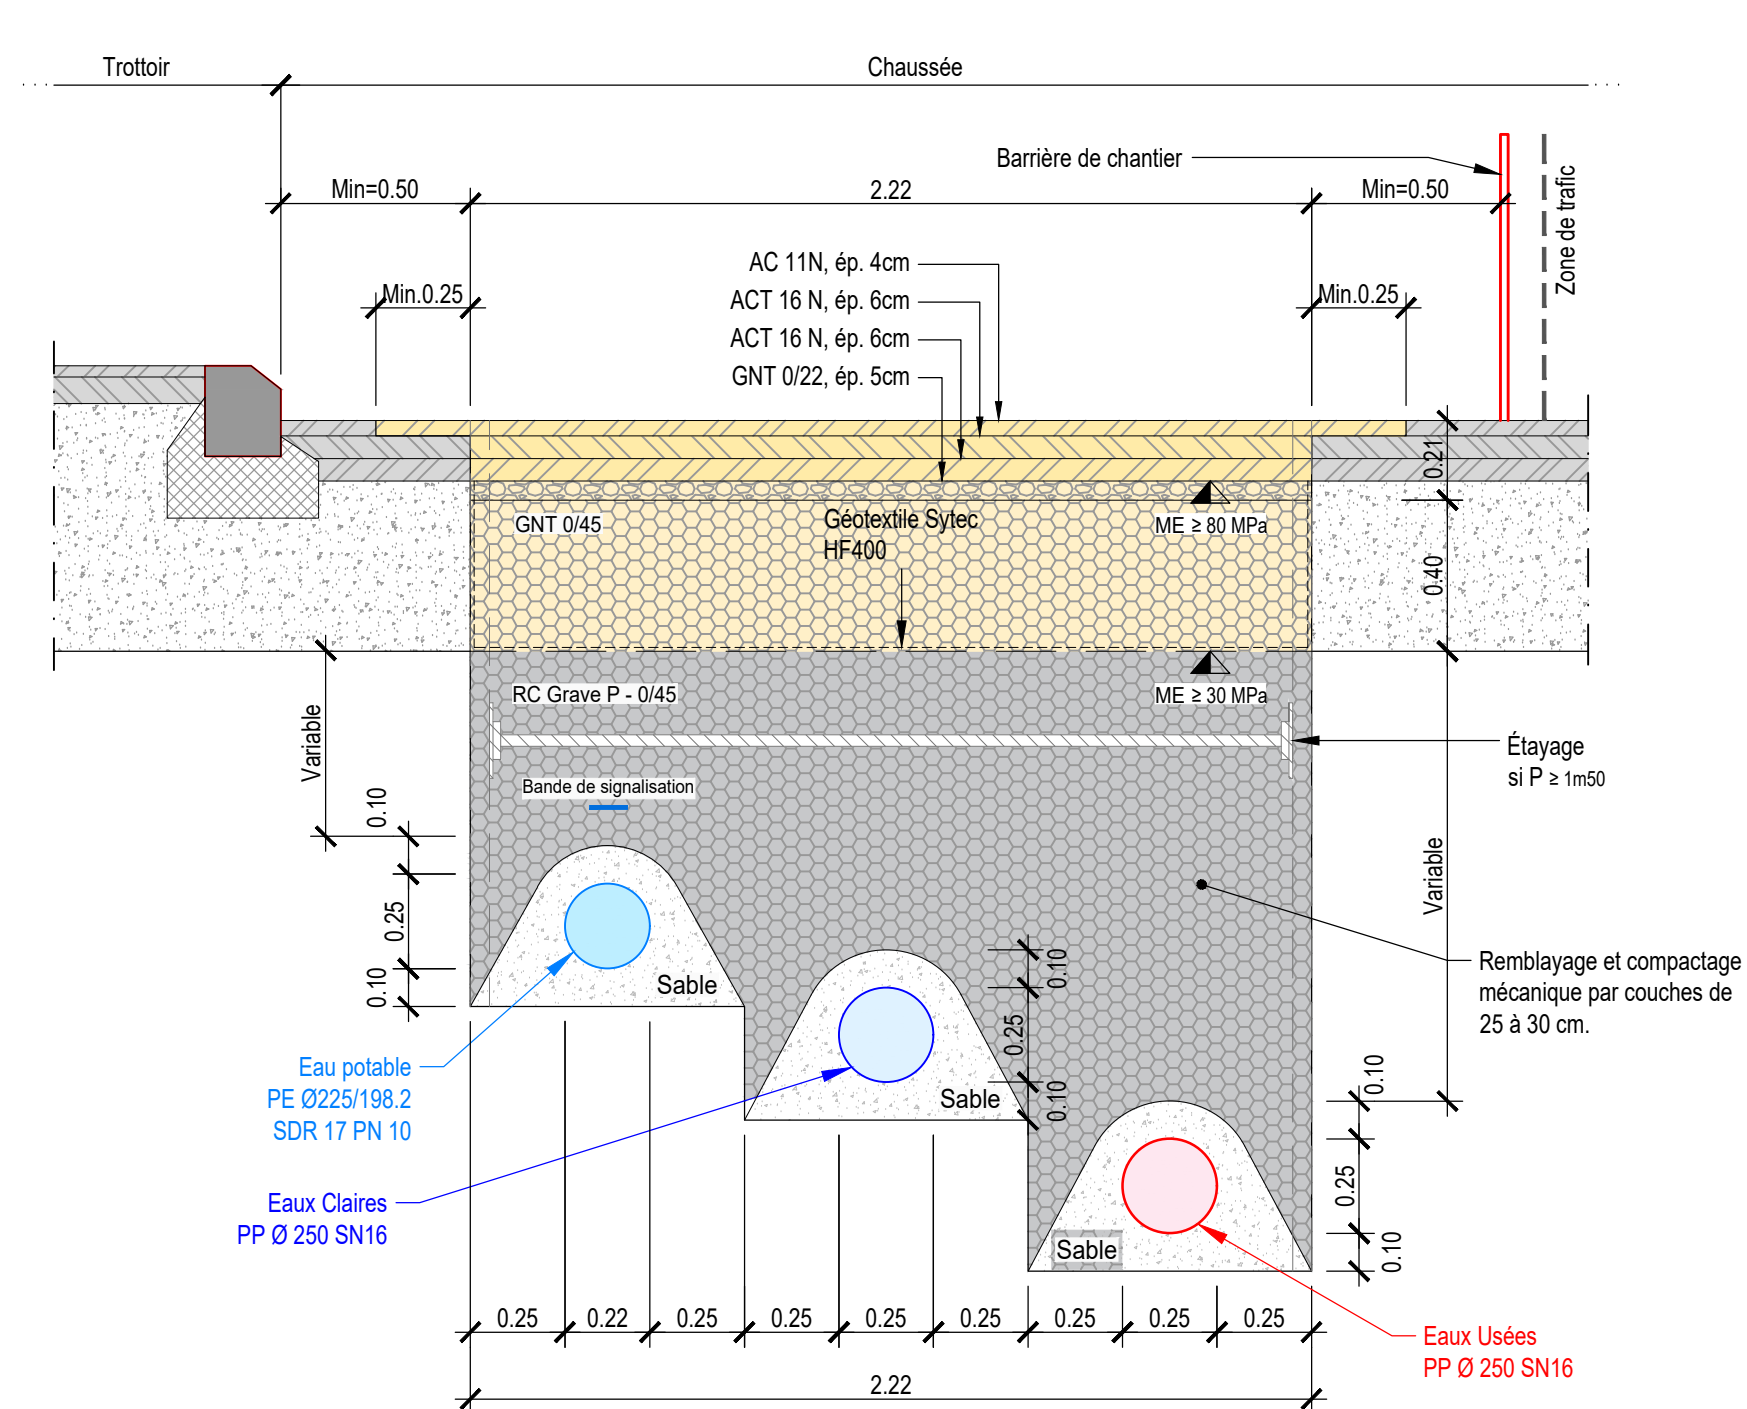 Trottoir
Chaussée
Barrière de chantier
Zone de trafic
Min=0.50
2.22
Min=0.50
AC 11N, ép. 4cm
ACT 16 N, ép. 6cm
ACT 16 N, ép. 6cm
GNT 0/22, ép. 5cm
Min.0.25
Min.0.25
0.21
GNT 0/45
Géotextile Sytec
HF400
ME ≥ 80 MPa
0.40
RC Grave P - 0/45
ME ≥ 30 MPa
Variable
Étayage
si P ≥ 1m50
Bande de signalisation
0.10
0.25
0.10
Variable
Sable
Remblayage et compactage
mécanique par couches de
25 à 30 cm.
0.10
0.25
0.10
Eau potable
PE Ø225/198.2
SDR 17 PN 10
Sable
Eaux Claires
PP Ø 250 SN16
0.10
0.25
0.10
Sable
0.25
0.22
0.25
0.25
0.25
0.25
0.25
0.25
0.25
Eaux Usées
PP Ø 250 SN16
2.22